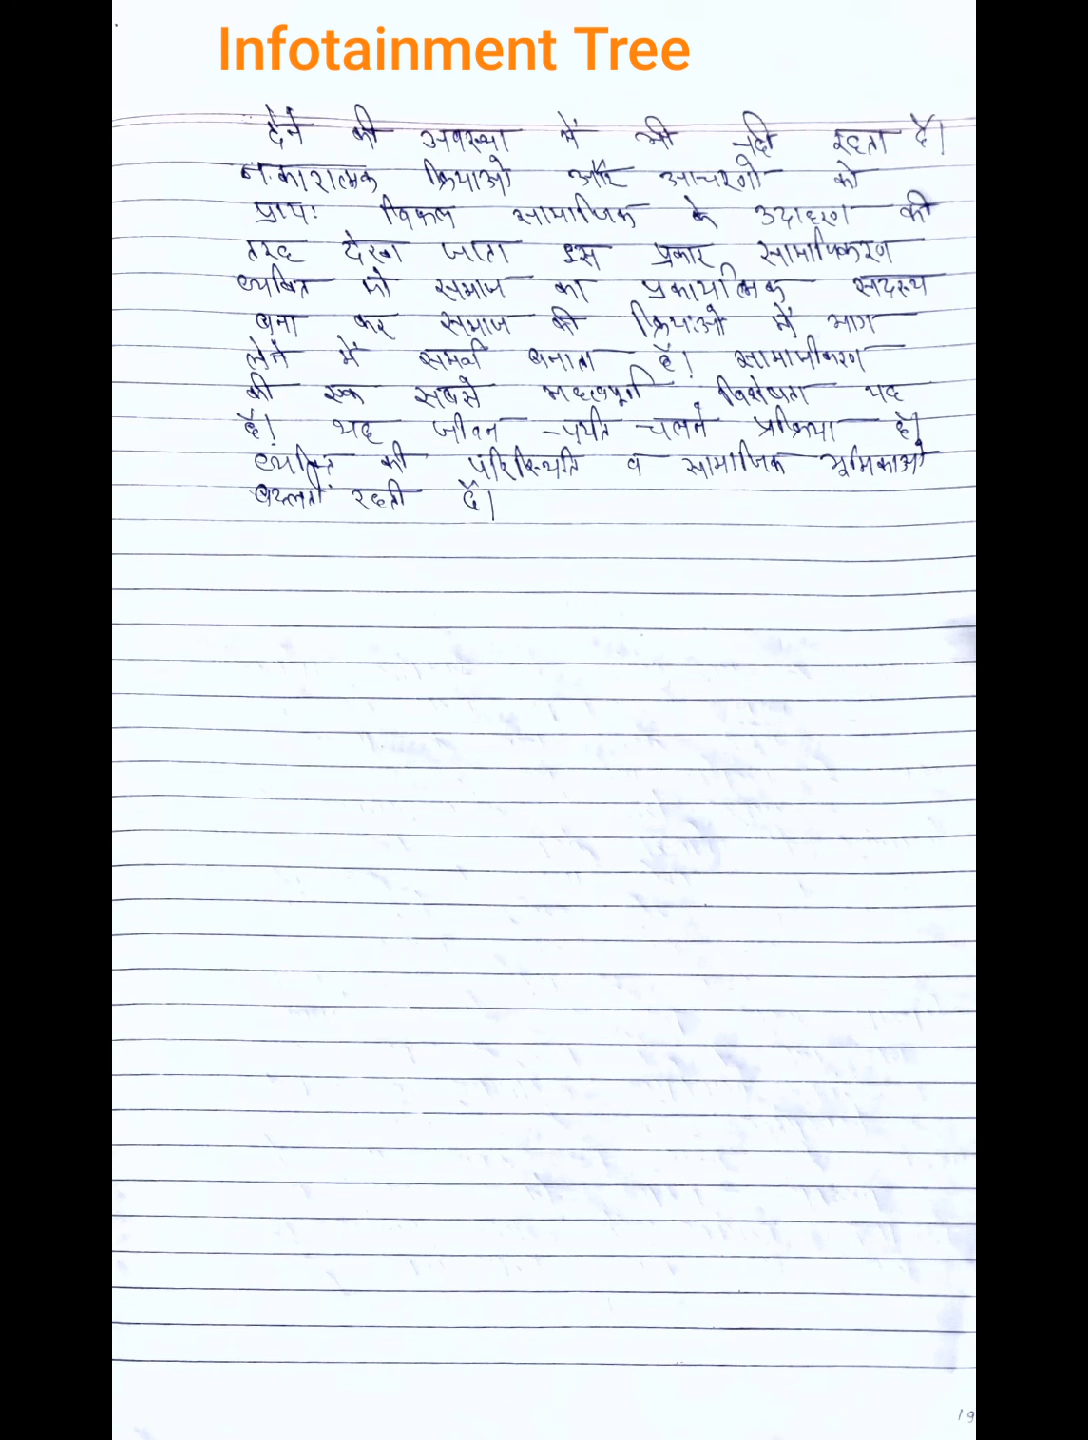 Infotainment Tree
देने की अवस्था में भी नही रहता है।
नकारात्मक क्रियाओ और आचरणो को
प्रायः विफल सामाजिक के उदाहरण की
तरह देखा जाता इस प्रकार सामाजिकरण
व्यक्ति को समाज का प्रकार्यात्मक सदस्य
बना कर समाज की क्रियाओ में भाग
लेने में समर्थ बनाता है। सामाजीकरण
की एक सबसे महत्वपूर्ण विशेषता यह
है। यह जीवन पर्यंत चलने प्रक्रिया है।
व्यक्ति की परिस्थिति व सामाजिक भूमिकाओ
बदलती रहती है।
19